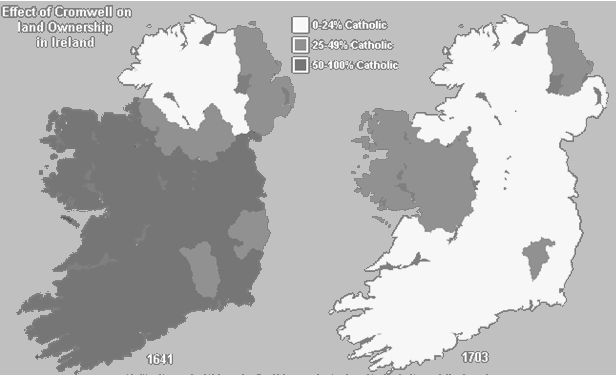 Effect of Cromwell on
land Ownership
in Ireland
0-24% Catholic
25-49% Catholic
50-100% Catholic
1641
1703